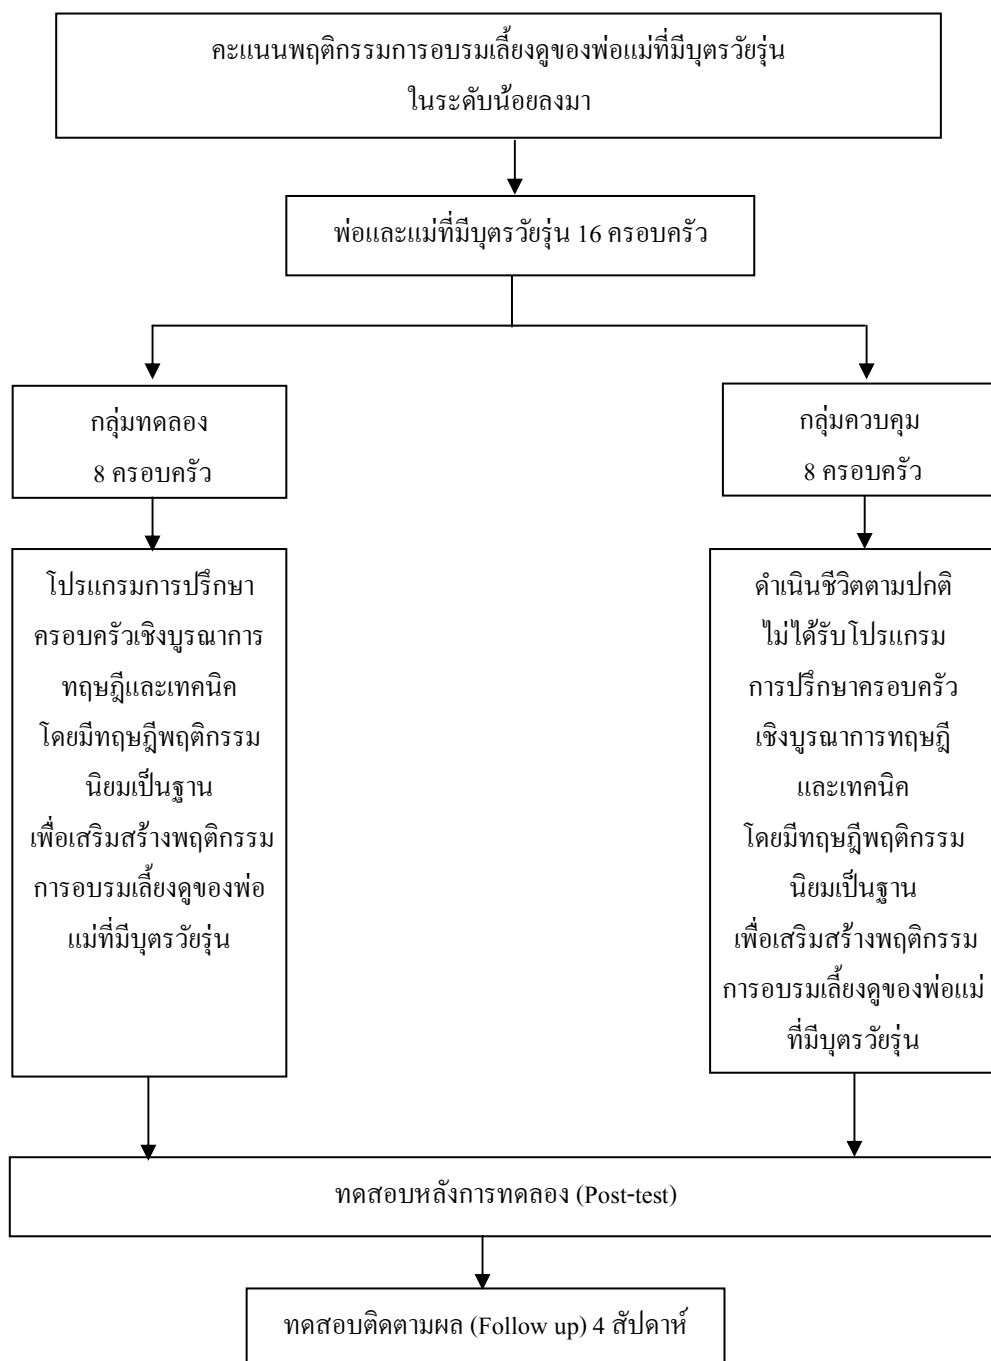 คะแนนพฤติกรรมการอบรมเลี้ยงดูของพ่อแม่ที่มีบุตรวัยรุ่น
ในระดับน้อยลงมา
พ่อและแม่ที่มีบุตรวัยรุ่น 16 ครอบครัว
กลุ่มทดลอง
8 ครอบครัว
กลุ่มควบคุม
8 ครอบครัว
โปรแกรมการปรึกษา
ครอบครัวเชิงบูรณาการ
ทฤษฎีและเทคนิค
โดยมีทฤษฎีพฤติกรรม
นิยมเป็นฐาน
เพื่อเสริมสร้างพฤติกรรม
การอบรมเลี้ยงดูของพ่อ
แม่ที่มีบุตรวัยรุ่น
ดำเนินชีวิตตามปกติ
ไม่ได้รับโปรแกรม
การปรึกษาครอบครัว
เชิงบูรณาการทฤษฎี
และเทคนิค
โดยมีทฤษฎีพฤติกรรม
นิยมเป็นฐาน
เพื่อเสริมสร้างพฤติกรรม
การอบรมเลี้ยงดูของพ่อแม่
ที่มีบุตรวัยรุ่น
ทดสอบหลังการทดลอง (Post-test)
ทดสอบติดตามผล (Follow up) 4 สัปดาห์